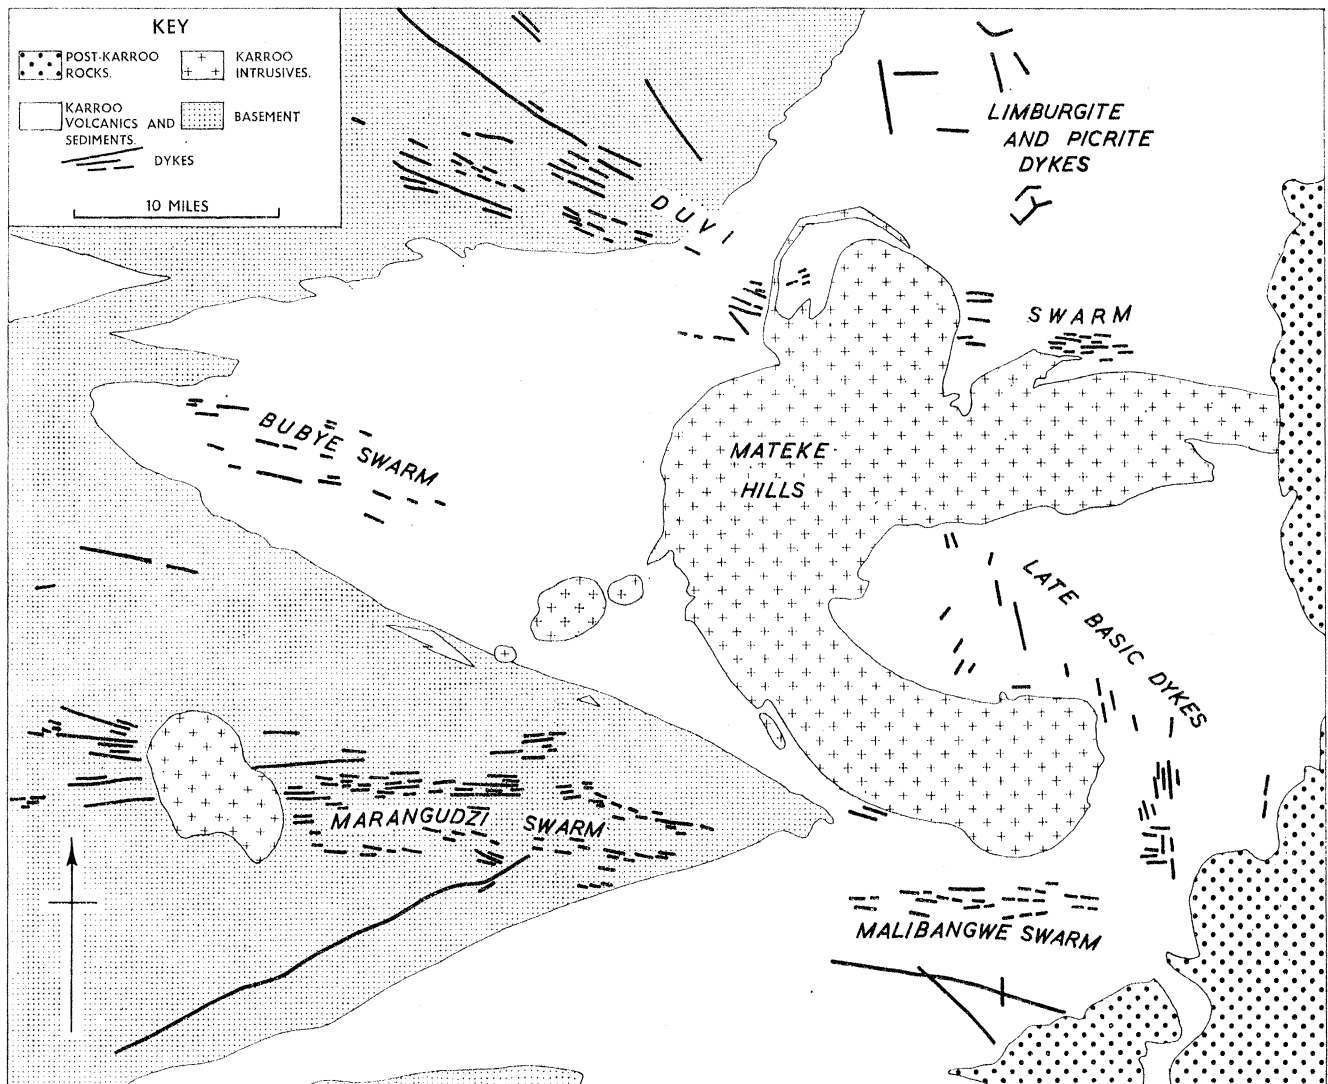 KEY
POST-KARROO
ROCKS.
KARROO
INTRUSIVES.
KARROO
VOLCANICS AND
SEDIMENTS.
BASEMENT
DYKES
10 MILES
LIMBURGITE
AND PICRITE
DYKES
DUVI
SWARM
BUBYE SWARM
MATEKE
HILLS
LATE BASIC DYKES
MARANGUDZI SWARM
MALIBANGWE SWARM